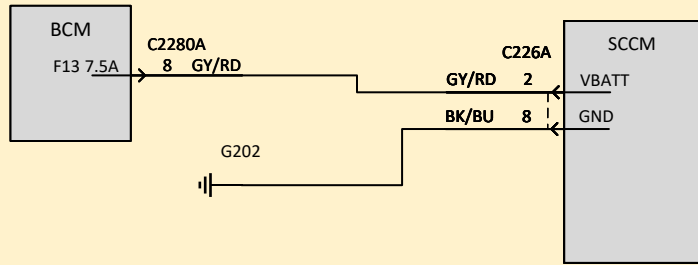 BCM
SCCM
C2280A
C226A
F13 7.5A
8 GY/RD
GY/RD 2
VBATT
BK/BU 8
GND
G202